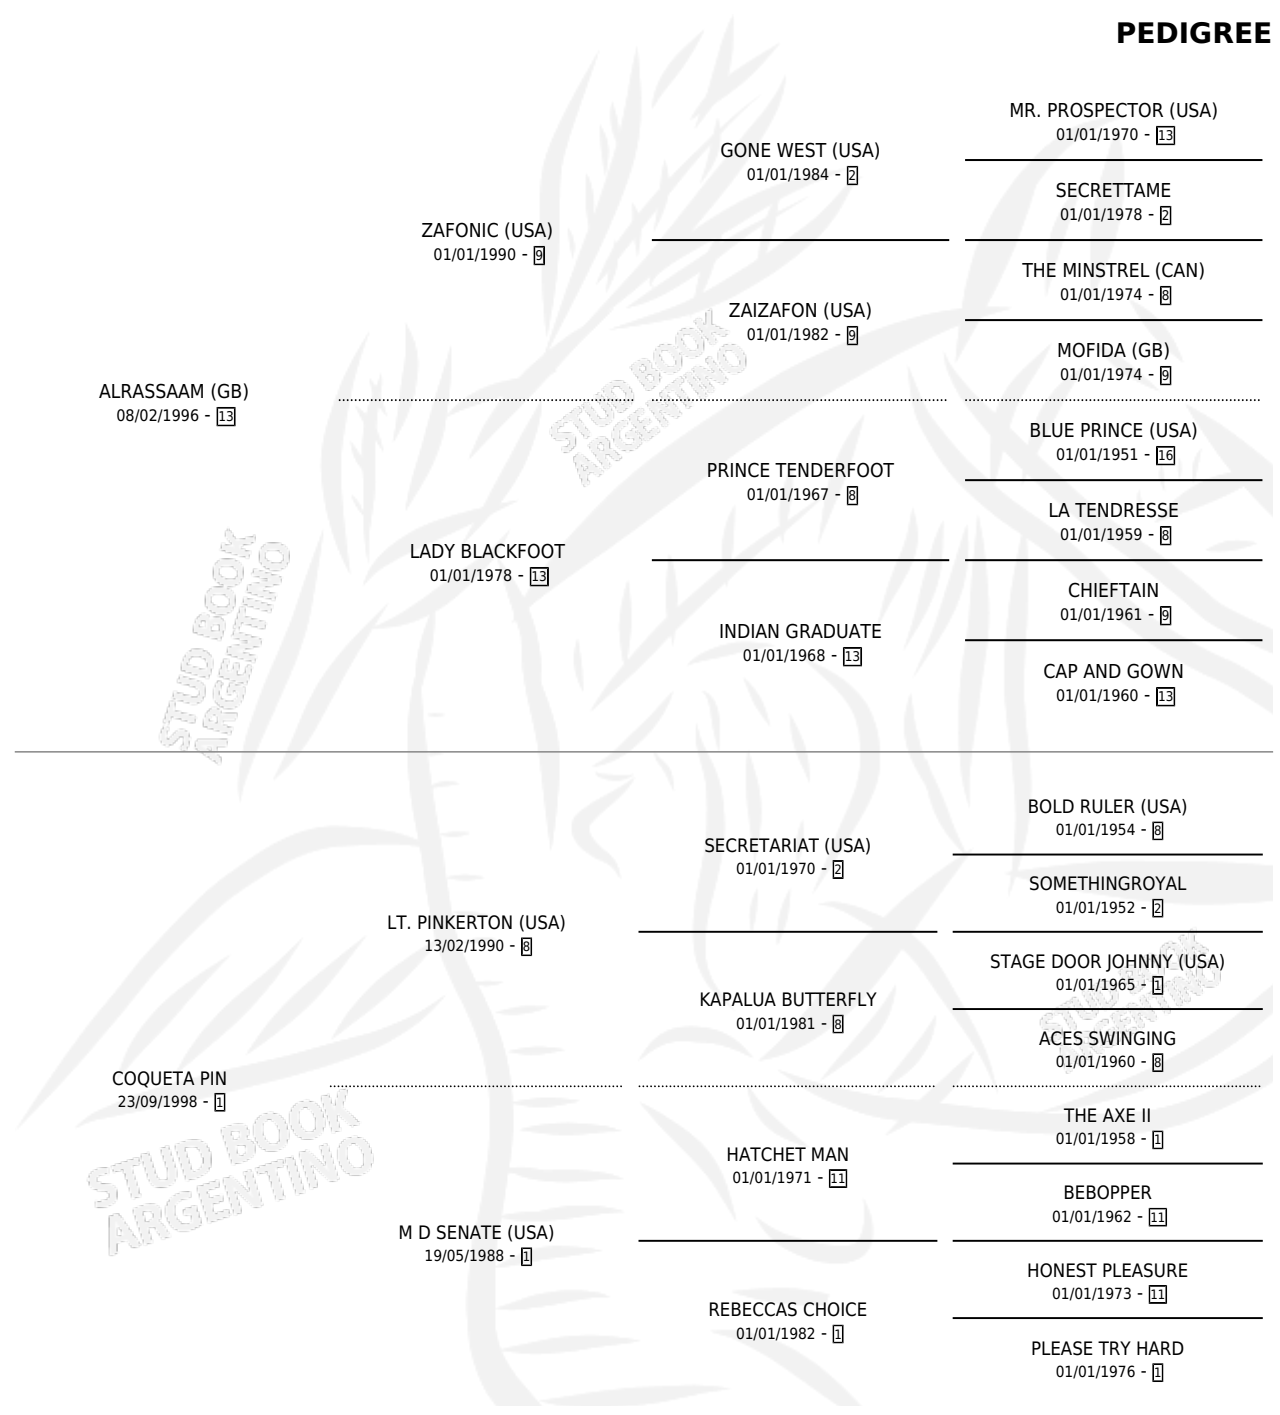 PEDIGREE
MR. PROSPECTOR (USA)
01/01/1970 - 13
GONE WEST (USA)
01/01/1984 - 2
SECRETTAME
01/01/1978 - 2
ZAFONIC (USA)
01/01/1990 - 9
THE MINSTREL (CAN)
01/01/1974 - 8
ZAIZAFON (USA)
01/01/1982 - 9
MOFIDA (GB)
01/01/1974 - 9
ALRASSAAM (GB)
08/02/1996 - 13
BLUE PRINCE (USA)
01/01/1951 - 16
PRINCE TENDERFOOT
01/01/1967 - 8
LA TENDRESSE
01/01/1959 - 8
LADY BLACKFOOT
01/01/1978 - 13
CHIEFTAIN
01/01/1961 - 9
INDIAN GRADUATE
01/01/1968 - 13
CAP AND GOWN
01/01/1960 - 13
BOLD RULER (USA)
01/01/1954 - 8
SECRETARIAT (USA)
01/01/1970 - 2
SOMETHINGROYAL
01/01/1952 - 2
LT. PINKERTON (USA)
13/02/1990 - 8
STAGE DOOR JOHNNY (USA)
01/01/1965 - 1
KAPALUA BUTTERFLY
01/01/1981 - 8
ACES SWINGING
01/01/1960 - 8
COQUETA PIN
23/09/1998 - 1
THE AXE II
01/01/1958 - 1
HATCHET MAN
01/01/1971 - 11
BEBOPPER
01/01/1962 - 11
M D SENATE (USA)
19/05/1988 - 1
HONEST PLEASURE
01/01/1973 - 11
REBECCAS CHOICE
01/01/1982 - 1
PLEASE TRY HARD
01/01/1976 - 1
STUD BOOK
ARGENTINO
STUD BOOK
ARGENTINO
STUD BOOK
ARGENTINO
STUD BOOK
ARGENTINO